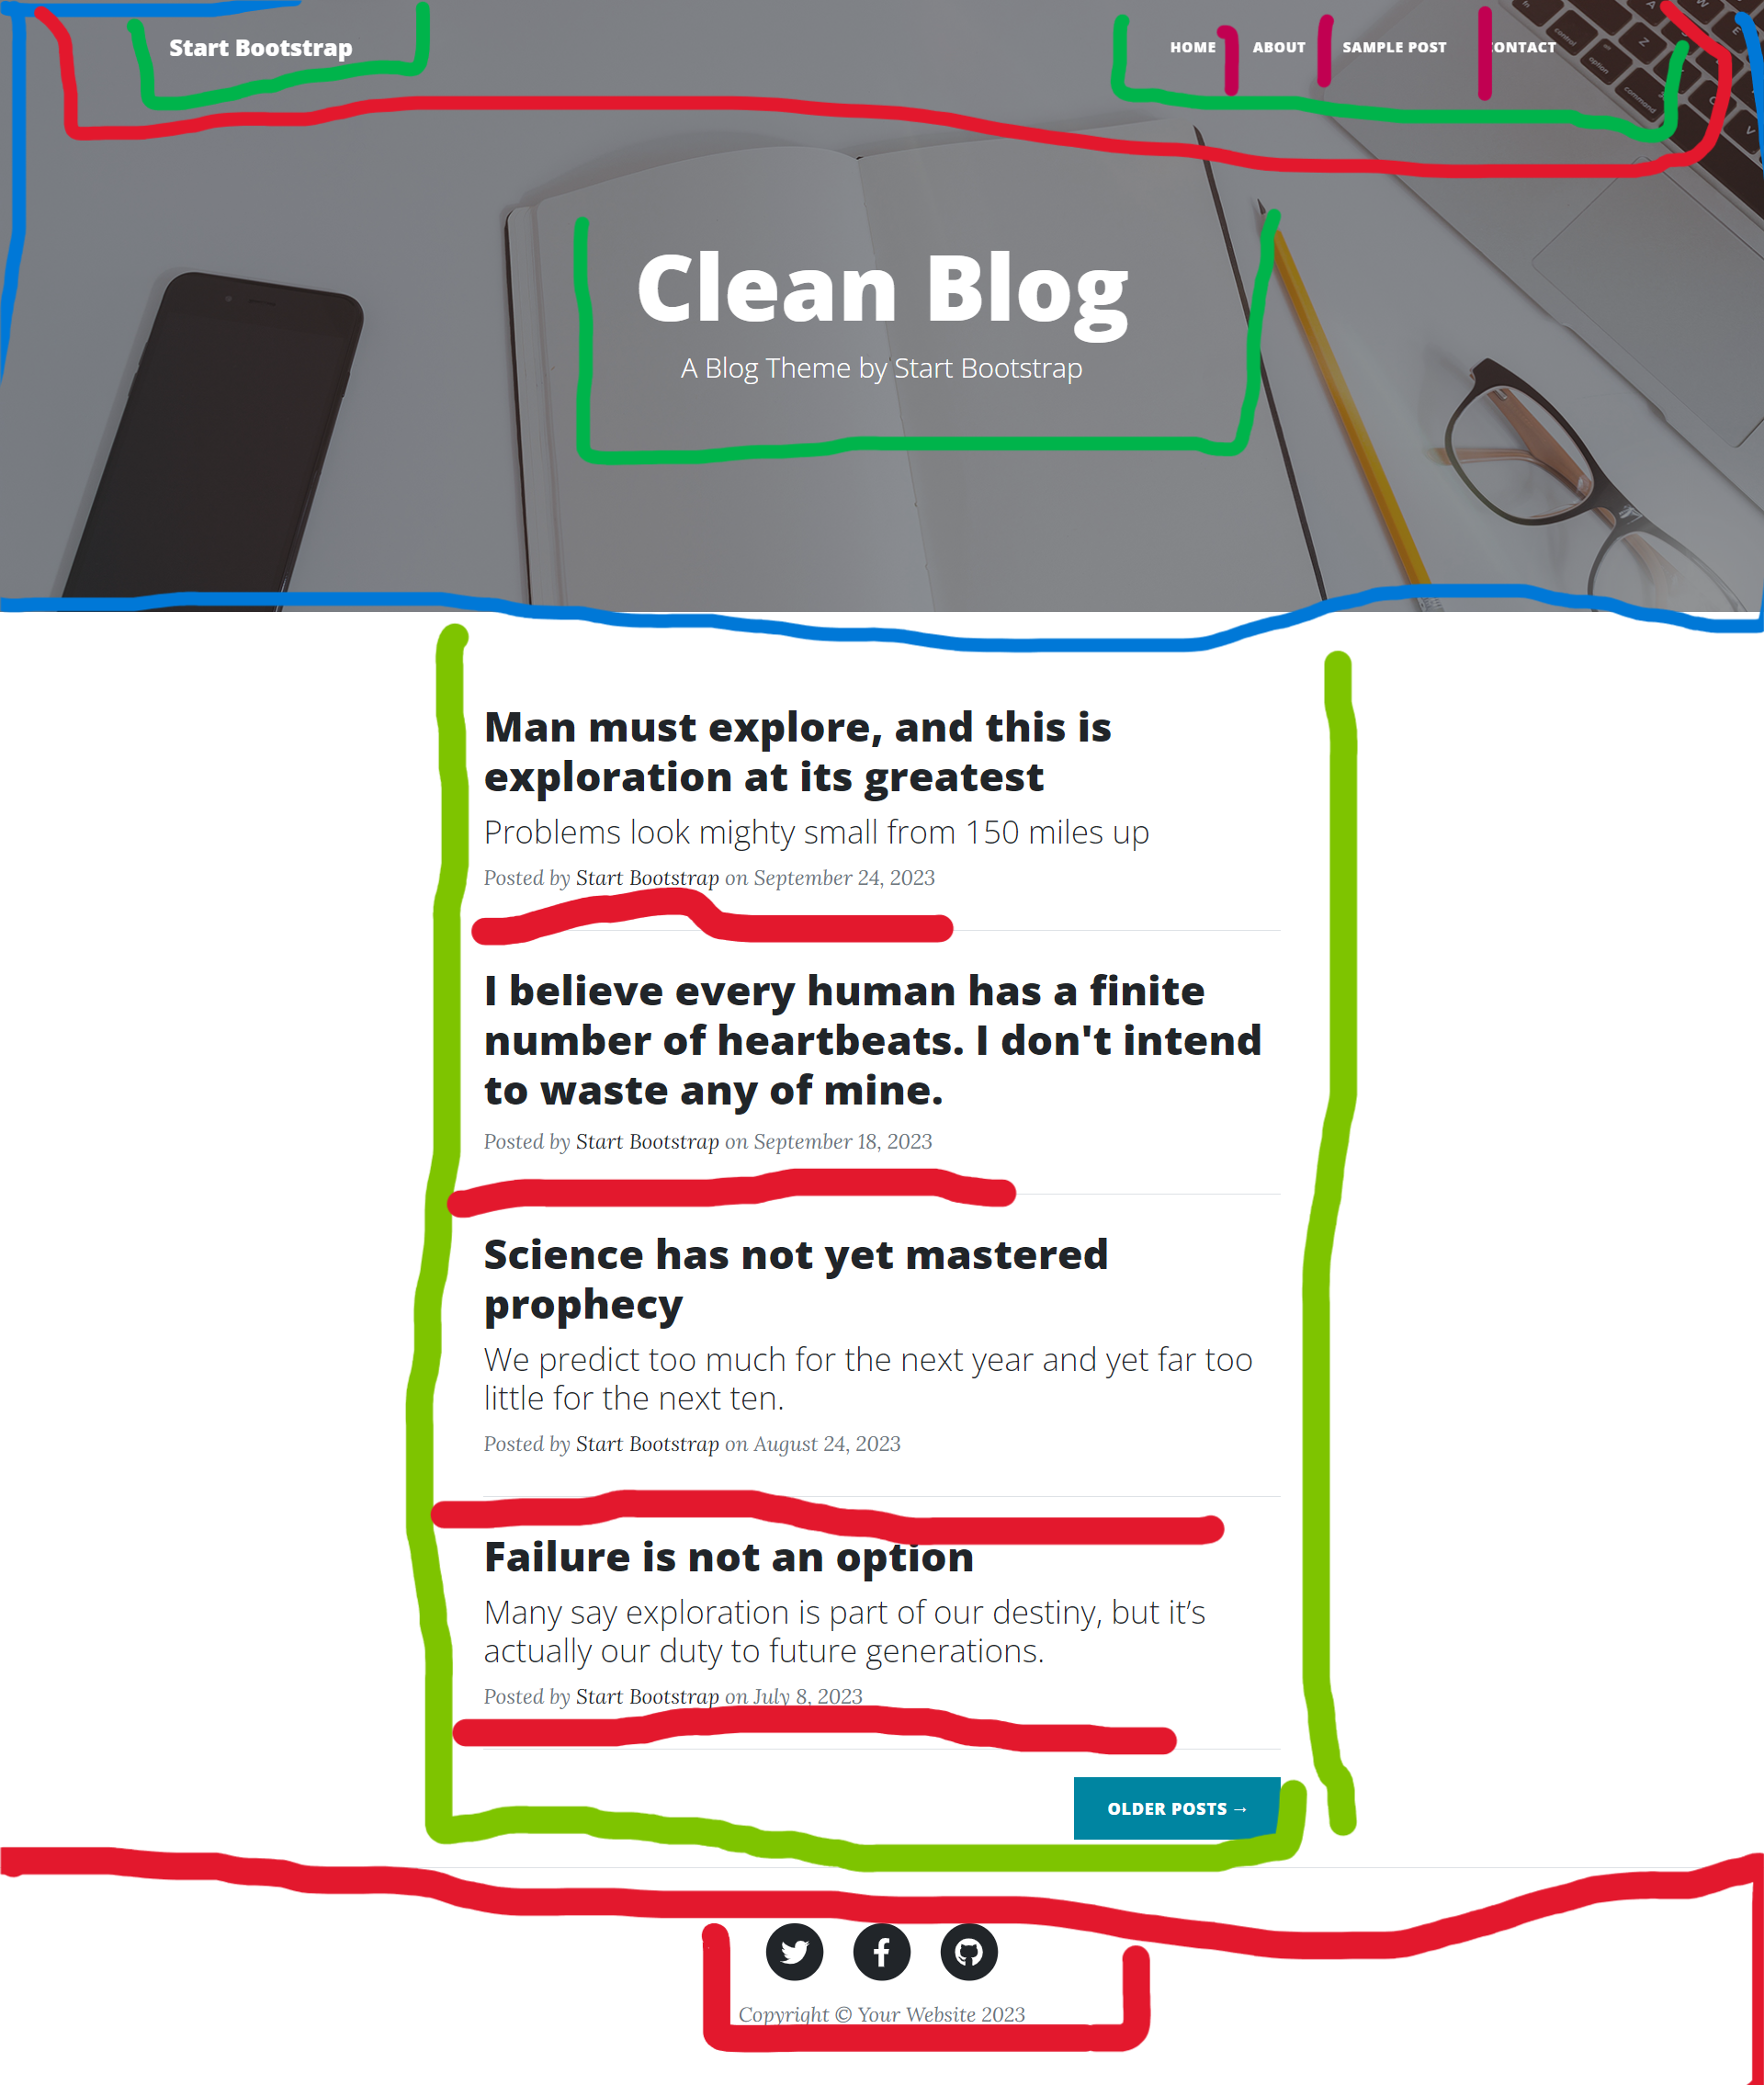 Start Bootstrap
HOME ABOUT SAMPLE POST CONTACT
Clean Blog
A Blog Theme by Start Bootstrap
Man must explore, and this is
exploration at its greatest
Problems look mighty small from 150 miles up
Posted by Start Bootstrap on September 24, 2023
I believe every human has a finite
number of heartbeats. I don't intend
to waste any of mine.
Posted by Start Bootstrap on September 18, 2023
Science has not yet mastered
prophecy
We predict too much for the next year and yet far too
little for the next ten.
Posted by Start Bootstrap on August 24, 2023
Failure is not an option
Many say exploration is part of our destiny, but it’s
actually our duty to future generations.
Posted by Start Bootstrap on July 8, 2023
OLDER POSTS →
Copyright © Your Website 2023